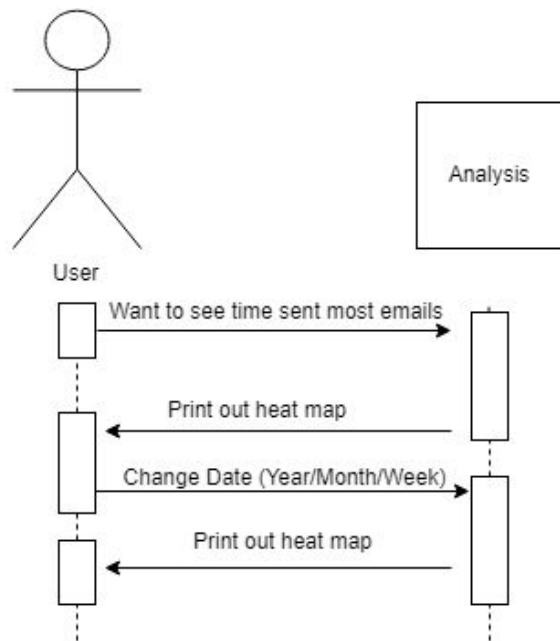 Analysis
User
Want to see time sent most emails
Print out heat map
Change Date (Year/Month/Week)
Print out heat map